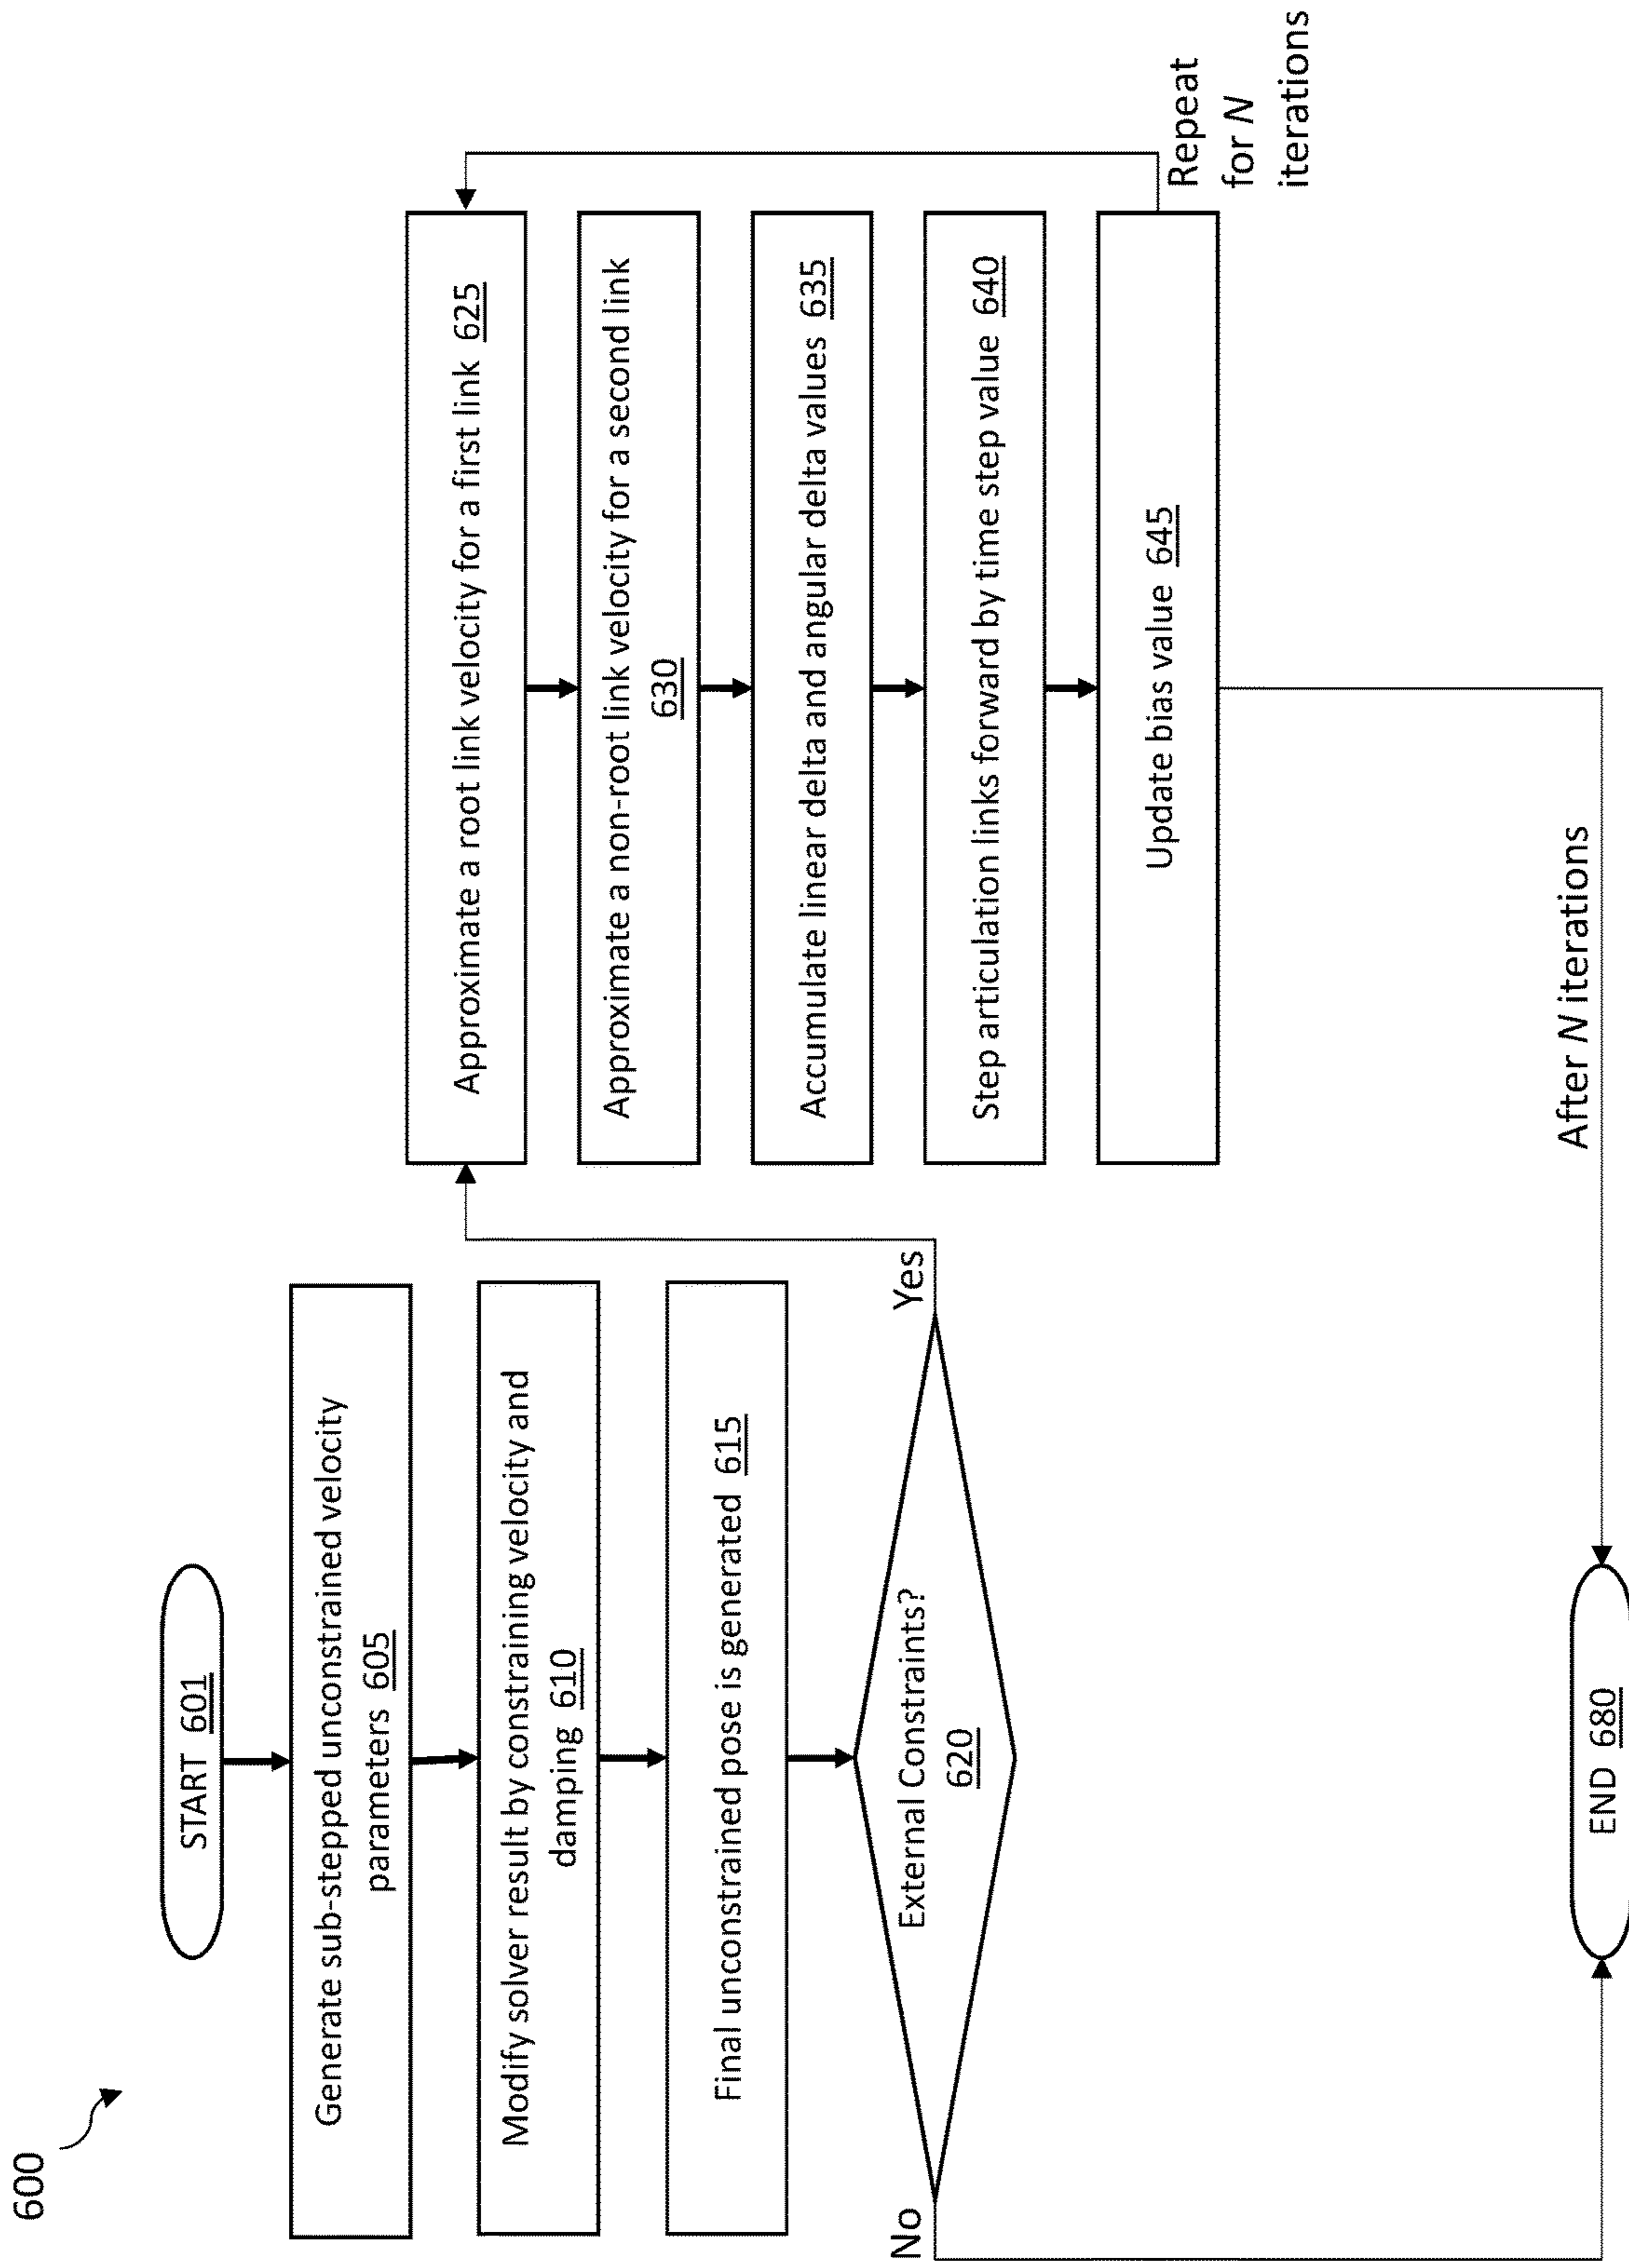 600
START 601
Generate sub-stepped unconstrained velocity
parameters 605
Modify solver result by constraining velocity and
damping 610
Final unconstrained pose is generated 615
External Constraints?
620
No
Yes
Approximate a root link velocity for a first link 625
Approximate a non-root link velocity for a second link
630
Accumulate linear delta and angular delta values 635
Step articulation links forward by time step value 640
Update bias value 645
Repeat
for N
iterations
After N iterations
END 680